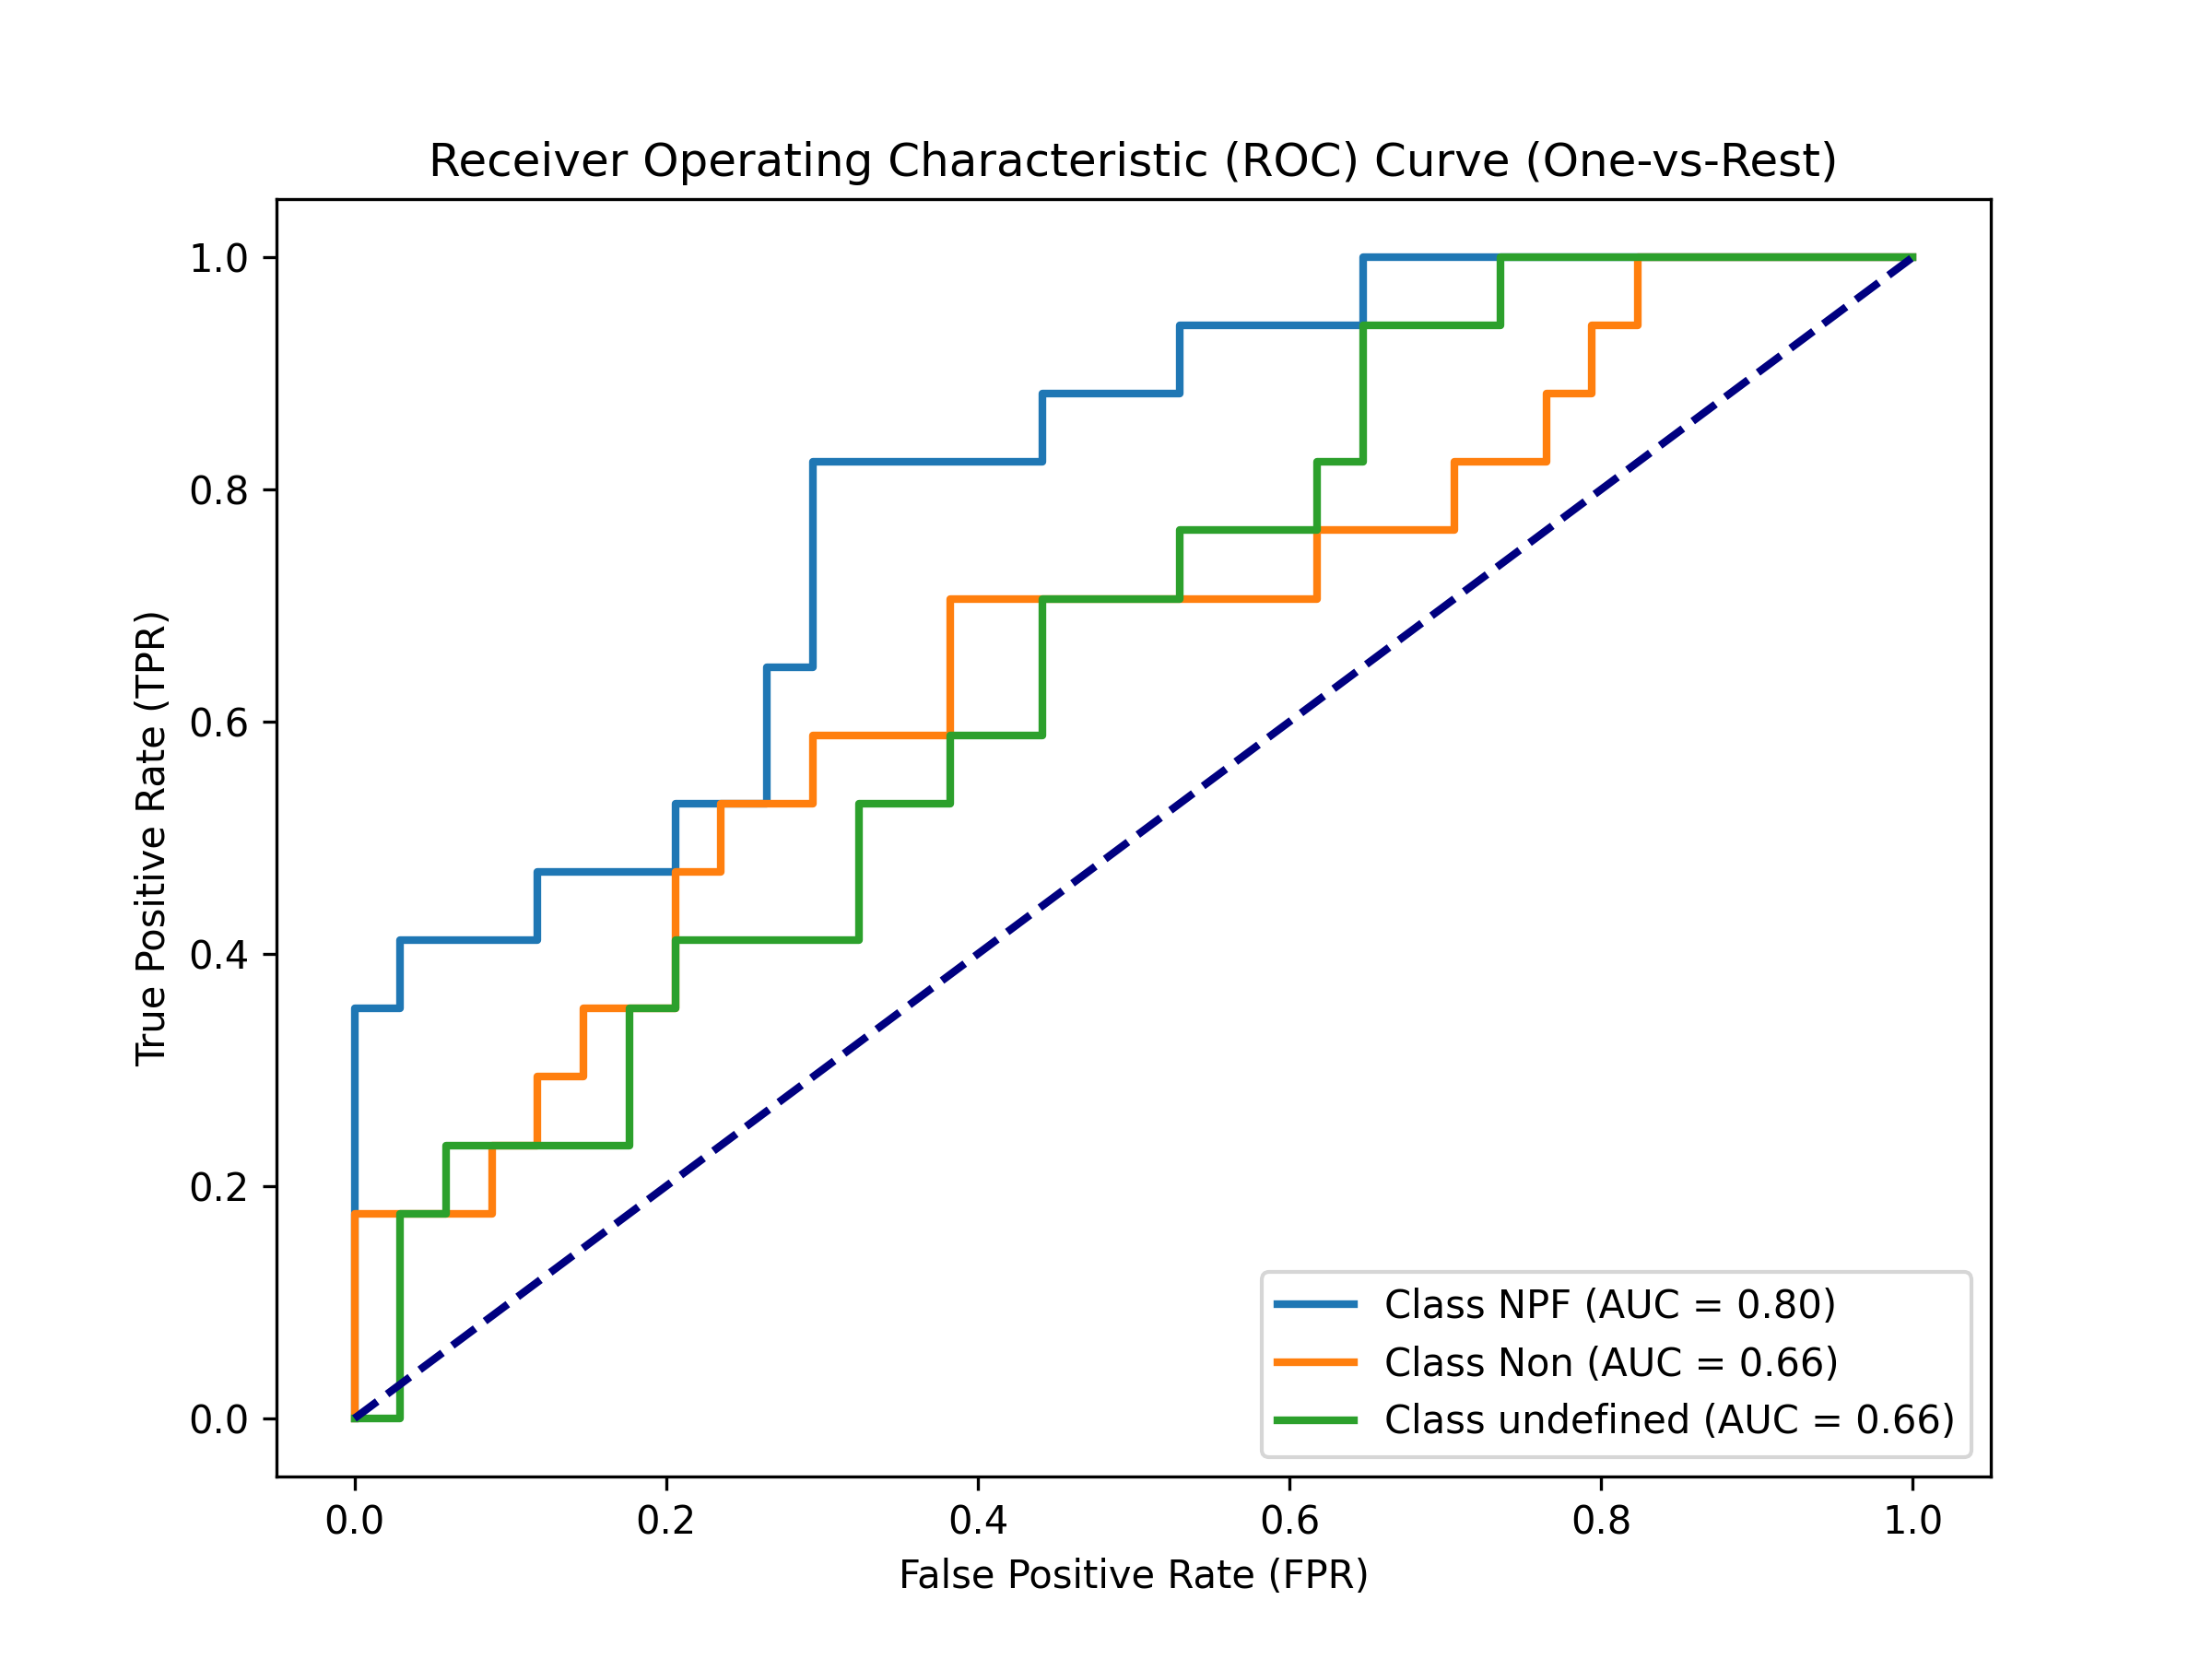 Receiver Operating Characteristic (ROC) Curve (One-vs-Rest)
1.0
0.8
0.6
0.4
0.2
0.0
True Positive Rate (TPR)
0.0 0.2 0.4 0.6 0.8 1.0
False Positive Rate (FPR)
Class NPF (AUC = 0.80)
Class Non (AUC = 0.66)
Class undefined (AUC = 0.66)